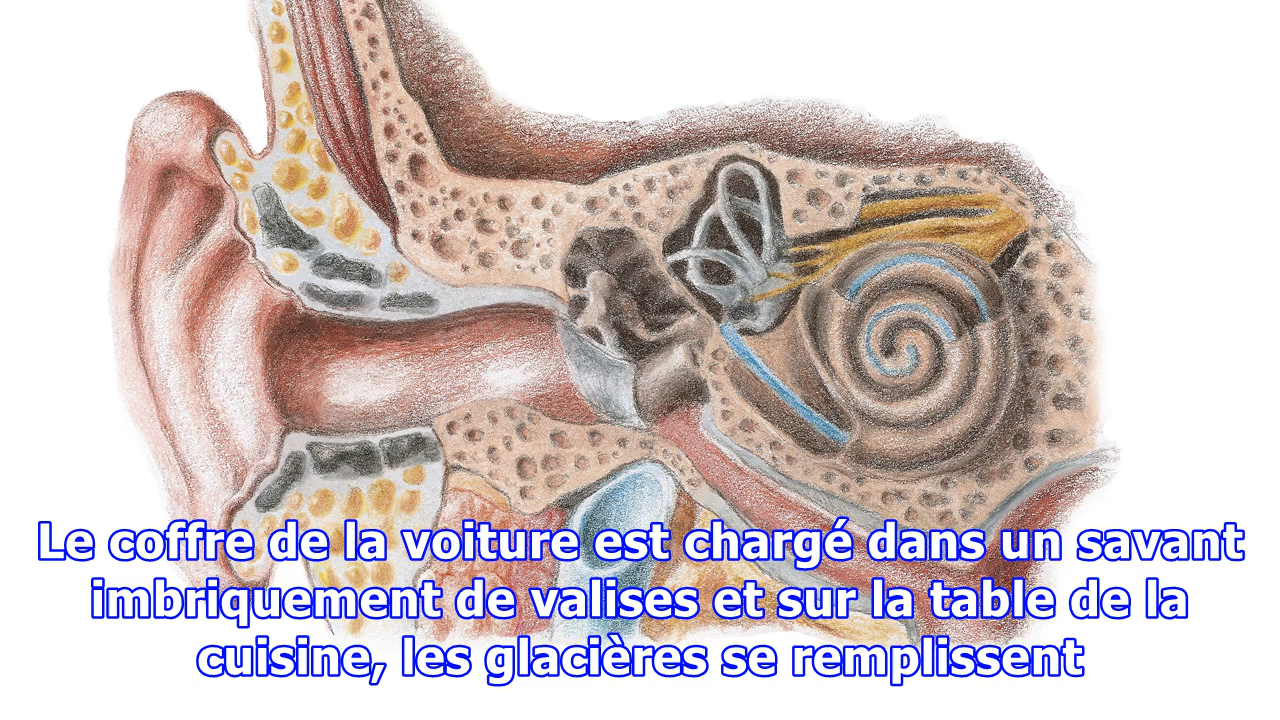 Le coffre de la voiture est chargé dans un savant
imbriquement de valises et sur la table de la
cuisine, les glacières se remplissent